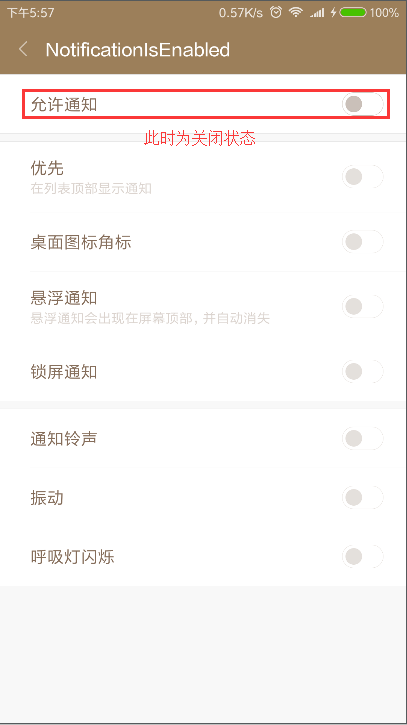 下午5:57 0.57K/s 100%
NotificationIsEnabled
允许通知
此时为关闭状态
优先
在列表顶部显示通知
桌面图标角标
悬浮通知
悬浮通知会出现在屏幕顶部，并自动消失
锁屏通知
通知铃声
振动
呼吸灯闪烁